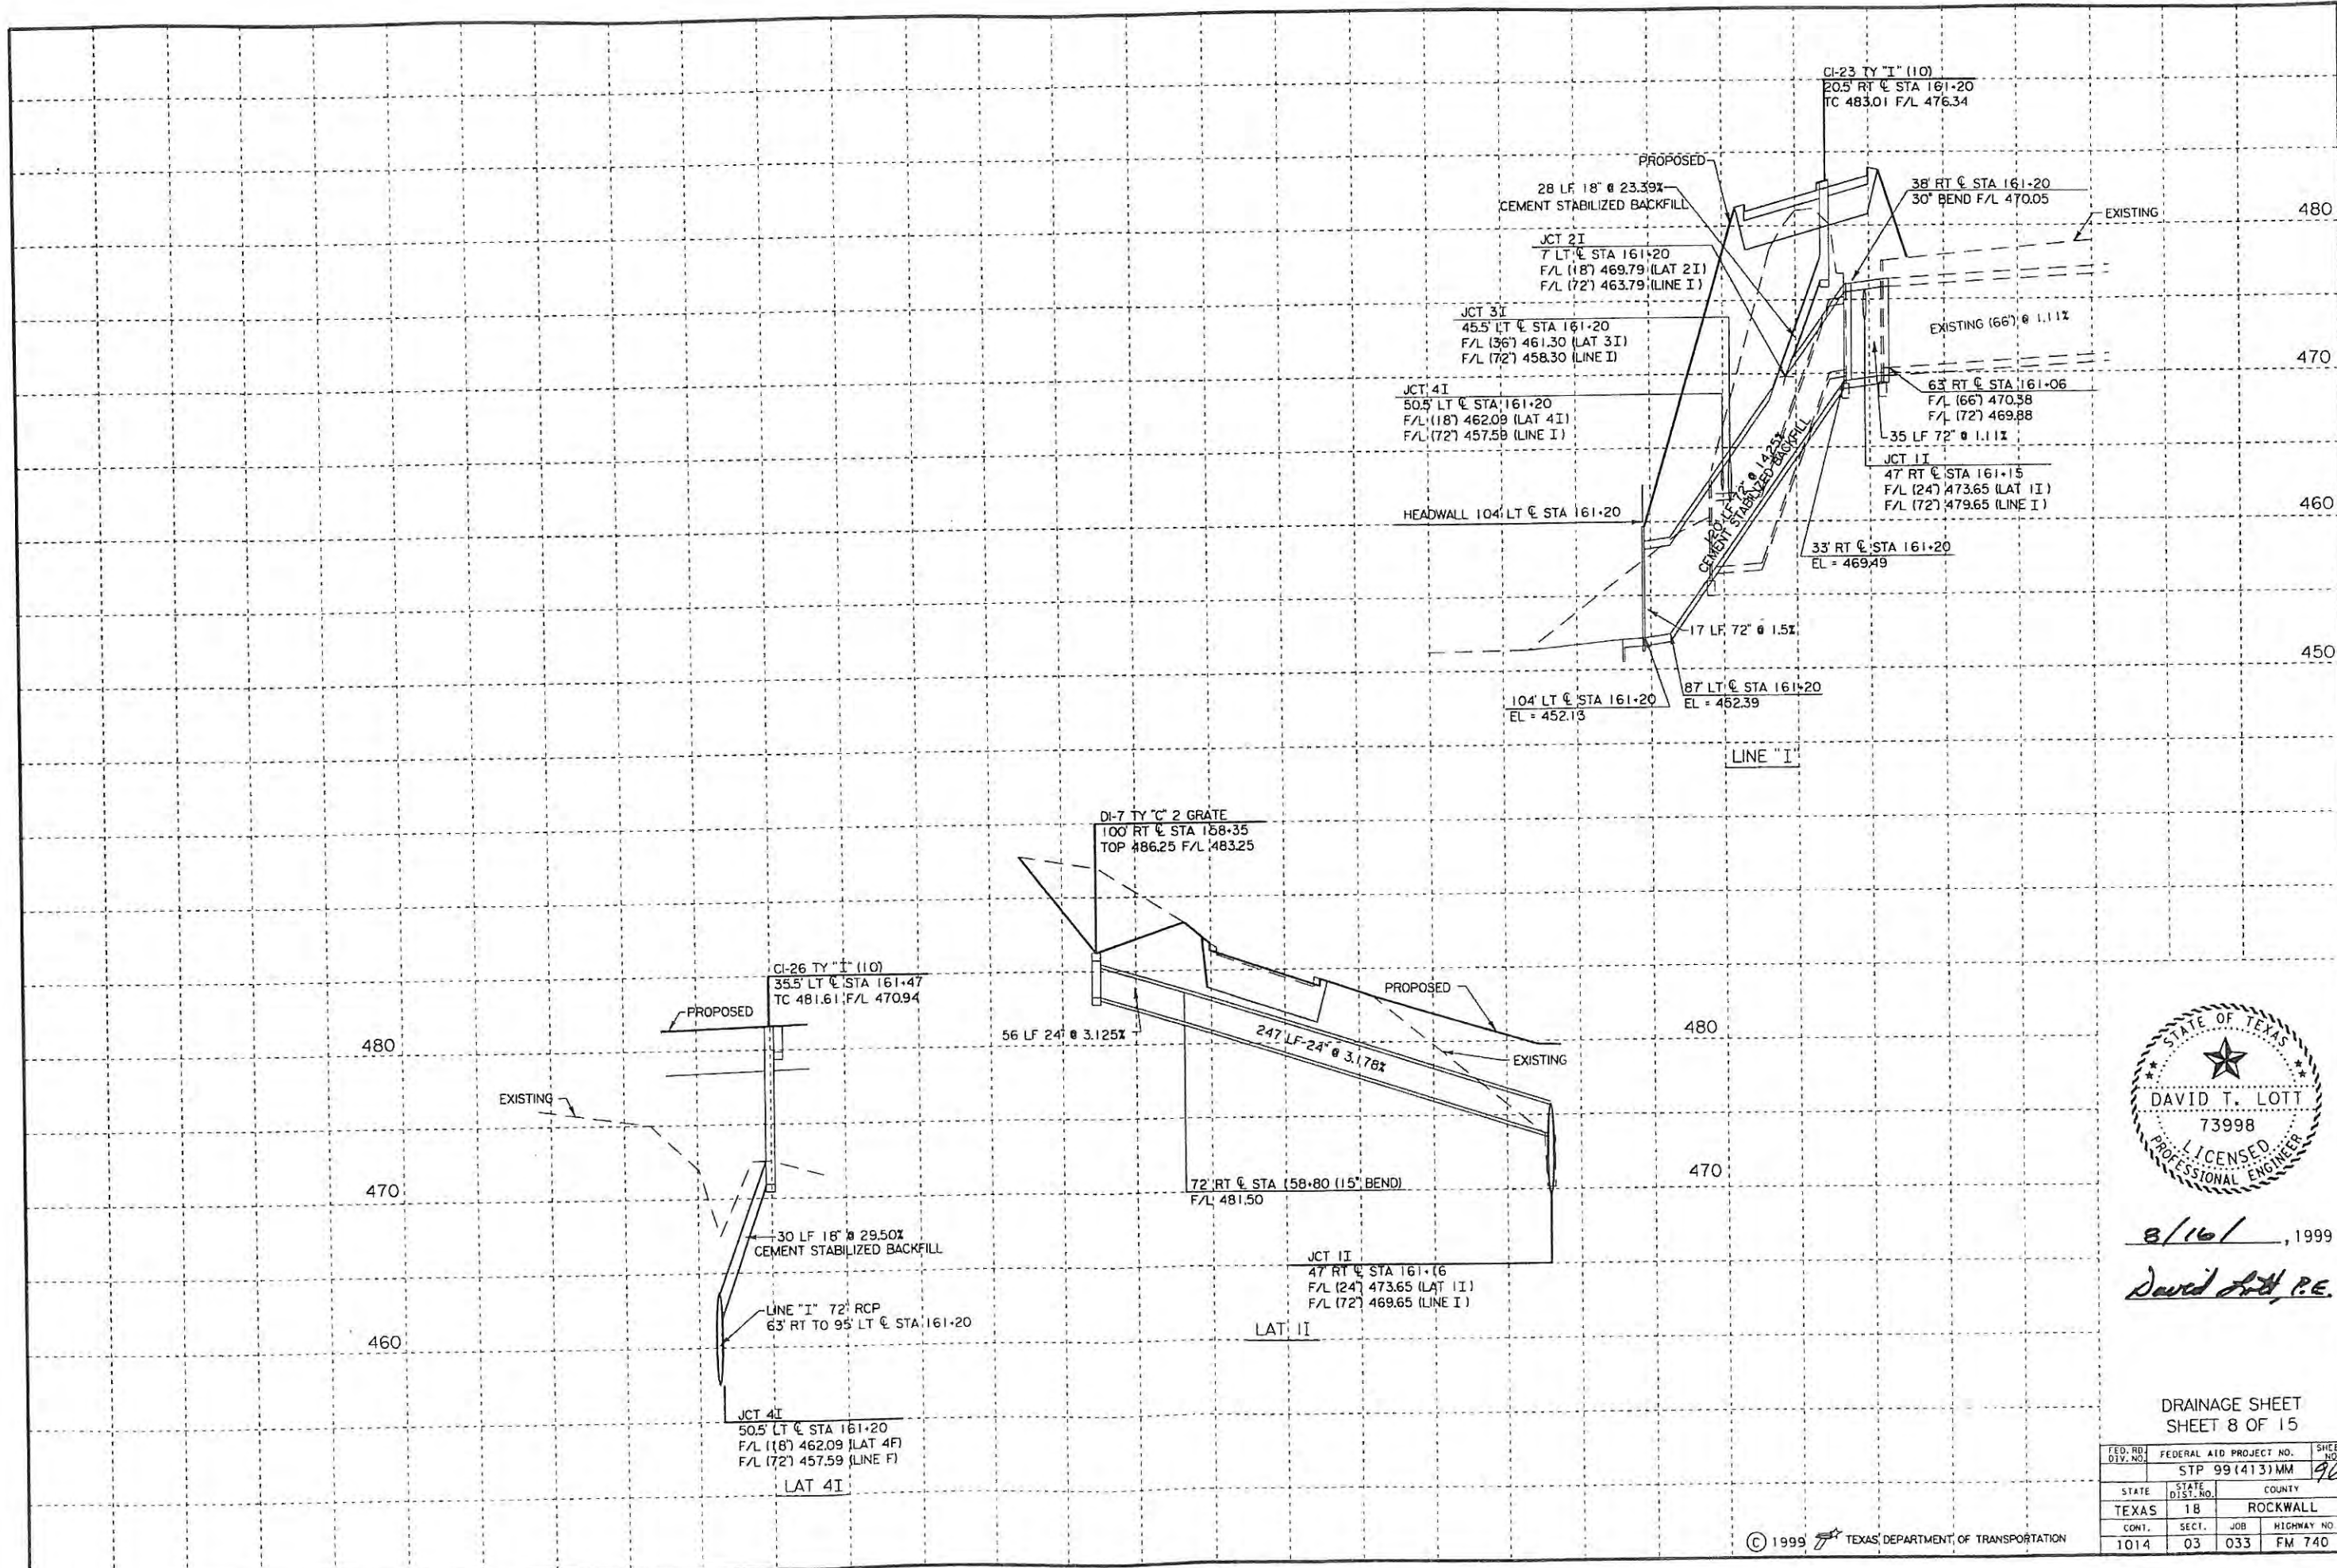 CI-23 TY "I" (10)
20.5' RT ℄ STA 161+20
TC 483.01 F/L 476.34
PROPOSED
28 LF 18" @ 23.39%
CEMENT STABILIZED BACKFILL
38' RT ℄ STA 161+20
30° BEND F/L 470.05
EXISTING
480
JCT 2I
7' LT ℄ STA 161+20
F/L (18") 469.79 (LAT 2I)
F/L (72") 463.79 (LINE I)
JCT 3I
45.5' LT ℄ STA 161+20
F/L (36") 461.30 (LAT 3I)
F/L (72") 458.30 (LINE I)
EXISTING (66") @ 1.11%
470
JCT 4I
50.5' LT ℄ STA 161+20
F/L (18") 462.09 (LAT 4I)
F/L (72") 457.59 (LINE I)
63' RT ℄ STA 161+06
F/L (66") 470.38
F/L (72") 469.88
35 LF 72" @ 1.11%
JCT 1I
47' RT ℄ STA 161+15
F/L (24") 473.65 (LAT 1I)
F/L (72") 479.65 (LINE I)
120 LF 72" @ 14.25%
CEMENT STABILIZED BACKFILL
HEADWALL 104' LT ℄ STA 161+20
460
33' RT ℄ STA 161+20
EL = 469.49
17 LF 72" @ 1.5%
450
87' LT ℄ STA 161+20
EL = 452.39
104' LT ℄ STA 161+20
EL = 452.13
LINE "I"
DI-7 TY "C" 2 GRATE
100' RT ℄ STA 158+35
TOP 486.25 F/L 483.25
CI-26 TY "I" (10)
35.5' LT ℄ STA 161+47
TC 481.61 F/L 470.94
PROPOSED
480
EXISTING
470
30 LF 18" @ 29.50%
CEMENT STABILIZED BACKFILL
LINE "I" 72" RCP
63' RT TO 95' LT ℄ STA 161+20
460
JCT 4I
50.5' LT ℄ STA 161+20
F/L (18") 462.09 (LAT 4F)
F/L (72") 457.59 (LINE F)
LAT 4I
PROPOSED
56 LF 24" @ 3.125%
247 LF-24" @ 3.178%
480
EXISTING
470
72' RT ℄ STA 158+80 (15° BEND)
F/L 481.50
JCT 1I
47' RT ℄ STA 161+16
F/L (24") 473.65 (LAT 1I)
F/L (72") 469.65 (LINE I)
LAT 1I
STATE OF TEXAS
DAVID T. LOTT
73998
LICENSED
PROFESSIONAL ENGINEER
8/16/, 1999
David Lott, P.E.
DRAINAGE SHEET
SHEET 8 OF 15
FED. RD. DIV. NO. FEDERAL AID PROJECT NO.
STP 99(413)MM
STATE STATE DIST. NO. COUNTY
TEXAS 18 ROCKWALL
CONT. SECT. JOB HIGHWAY NO
1014 03 033 FM 740
© 1999 TEXAS DEPARTMENT OF TRANSPORTATION